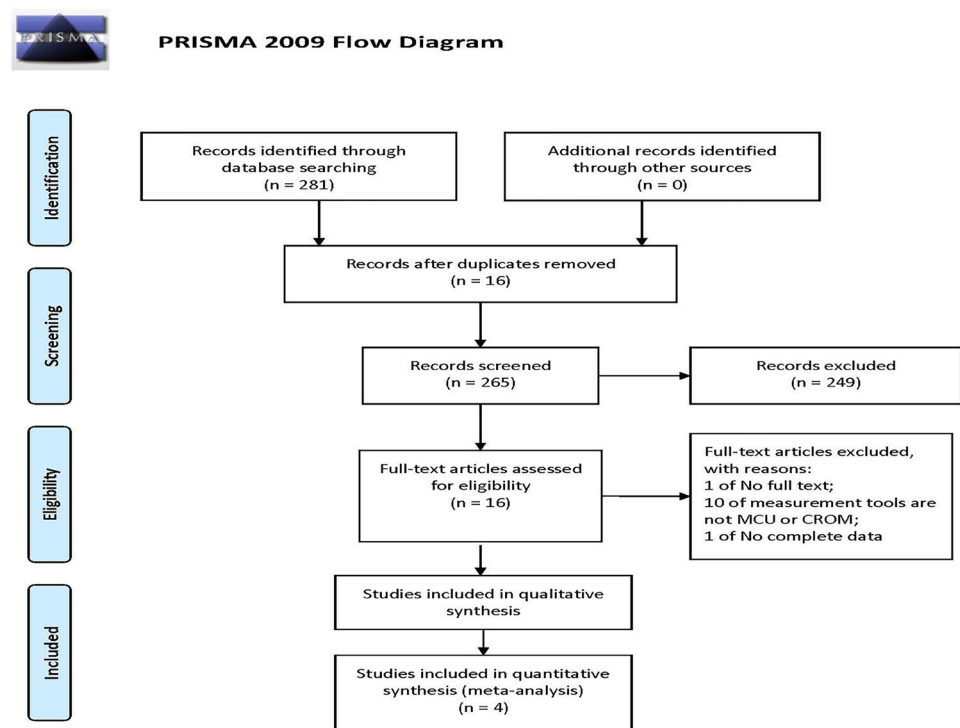 PRISMA
PRISMA 2009 Flow Diagram
Identification
Records identified through
database searching
(n = 281)
Additional records identified
through other sources
(n = 0)
Records after duplicates removed
(n = 16)
Screening
Records screened
(n = 265)
Records excluded
(n = 249)
Eligibility
Full-text articles assessed
for eligibility
(n = 16)
Full-text articles excluded,
with reasons:
1 of No full text;
10 of measurement tools are
not MCU or CROM;
1 of No complete data
Included
Studies included in qualitative
synthesis
Studies included in quantitative
synthesis (meta-analysis)
(n = 4)